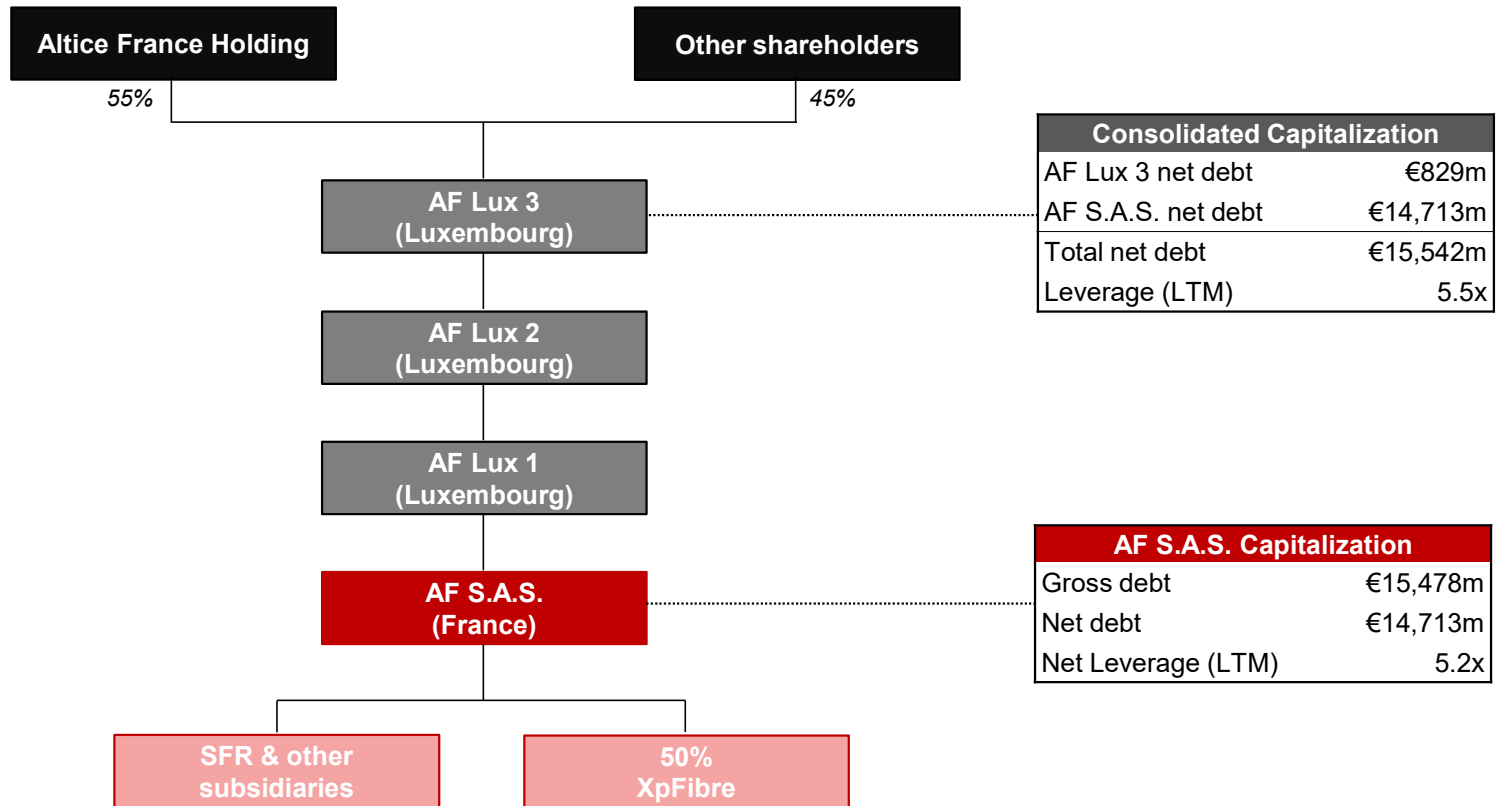 Altice France Holding
Other shareholders
55%
45%
Consolidated Capitalization
AF Lux 3 net debt €829m
AF S.A.S. net debt €14,713m
Total net debt €15,542m
Leverage (LTM) 5.5x
AF Lux 3
(Luxembourg)
AF Lux 2
(Luxembourg)
AF Lux 1
(Luxembourg)
AF S.A.S.
(France)
AF S.A.S. Capitalization
Gross debt €15,478m
Net debt €14,713m
Net Leverage (LTM) 5.2x
SFR & other
subsidiaries
50%
XpFibre